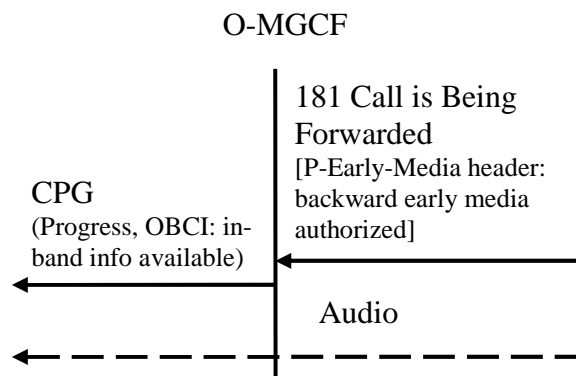 O-MGCF
181 Call is Being
Forwarded
[P-Early-Media header:
backward early media
authorized]
CPG
(Progress, OBCI: in-
band info available)
Audio